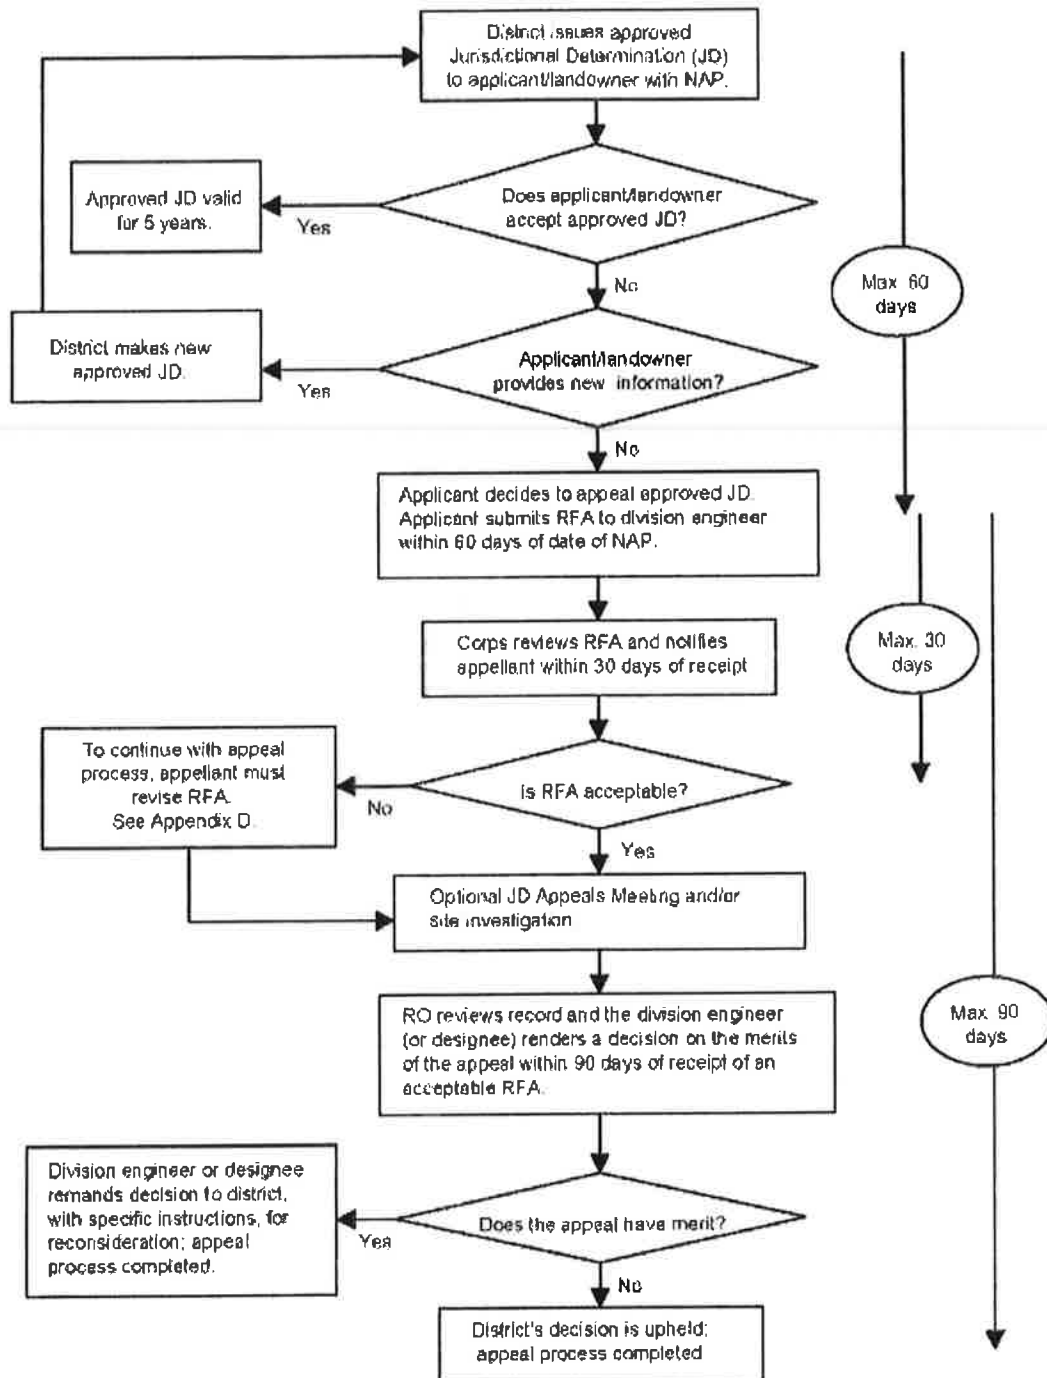 District issues approved
Jurisdictional Determination (JD)
to applicant/landowner with NAP.
Does applicant/landowner
accept approved JD?
Yes
Approved JD valid
for 5 years.
No
Max. 60
days
Applicant/landowner
provides new information?
Yes
District makes new
approved JD.
No
Applicant decides to appeal approved JD.
Applicant submits RFA to division engineer
within 60 days of date of NAP.
Corps reviews RFA and notifies
appellant within 30 days of receipt
Max. 30
days
Is RFA acceptable?
No
To continue with appeal
process, appellant must
revise RFA.
See Appendix D.
Yes
Optional JD Appeals Meeting and/or
site investigation
RO reviews record and the division engineer
(or designee) renders a decision on the merits
of the appeal within 90 days of receipt of an
acceptable RFA.
Max. 90
days
Does the appeal have merit?
Yes
Division engineer or designee
remands decision to district,
with specific instructions, for
reconsideration; appeal
process completed.
No
District's decision is upheld;
appeal process completed